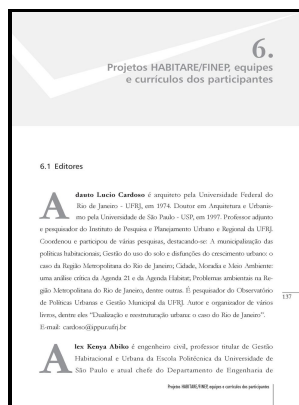 6.
Projetos HABITARE/FINEP, equipes
e currículos dos participantes
6.1 Editores
Adauto Lucio Cardoso é arquiteto pela Universidade Federal do
Rio de Janeiro - UFRJ, em 1974. Doutor em Arquitetura e Urbanis-
mo pela Universidade de São Paulo - USP, em 1997. Professor adjunto
e pesquisador do Instituto de Pesquisa e Planejamento Urbano e Regional da UFRJ.
Coordenou e participou de várias pesquisas, destacando-se: A municipalização das
políticas habitacionais; Gestão do uso do solo e disfunções do crescimento urbano: o
caso da Região Metropolitana do Rio de Janeiro; Cidade, Moradia e Meio Ambiente:
uma análise crítica da Agenda 21 e da Agenda Habitat; Problemas ambientais na Re-
gião Metropolitana do Rio de Janeiro, dentre outras. É pesquisador do Observatório
de Políticas Urbanas e Gestão Municipal da UFRJ. Autor e organizador de vários
livros, dentre eles "Dualização e reestruturação urbana: o caso do Rio de Janeiro".
E-mail: cardoso@ippur.ufrj.br
137
Alex Kenya Abiko é engenheiro civil, professor titular de Gestão
Habitacional e Urbana da Escola Politécnica da Universidade de
São Paulo e atual chefe do Departamento de Engenharia de
Projetos HABITARE/FINEP, equipes e currículos dos participantes